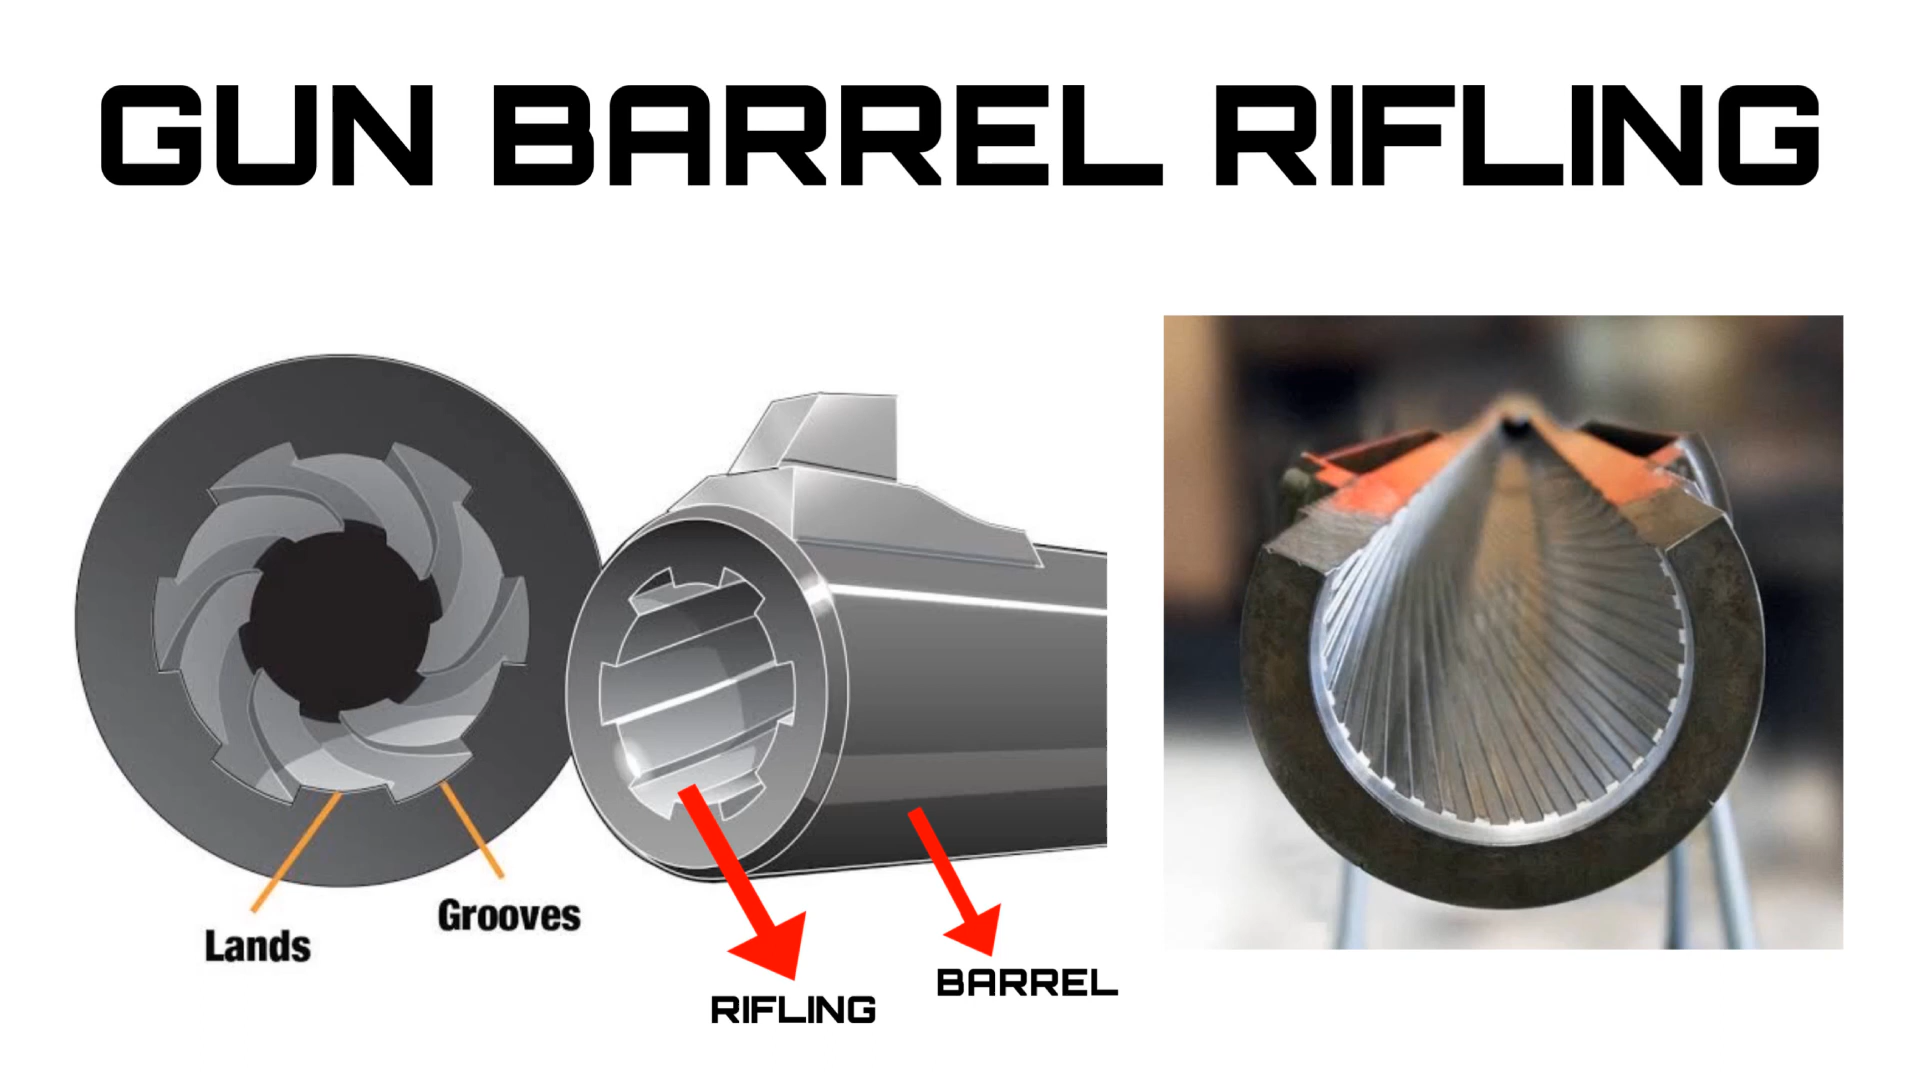 GUN BARREL RIFLING
Lands
Grooves
RIFLING
BARREL